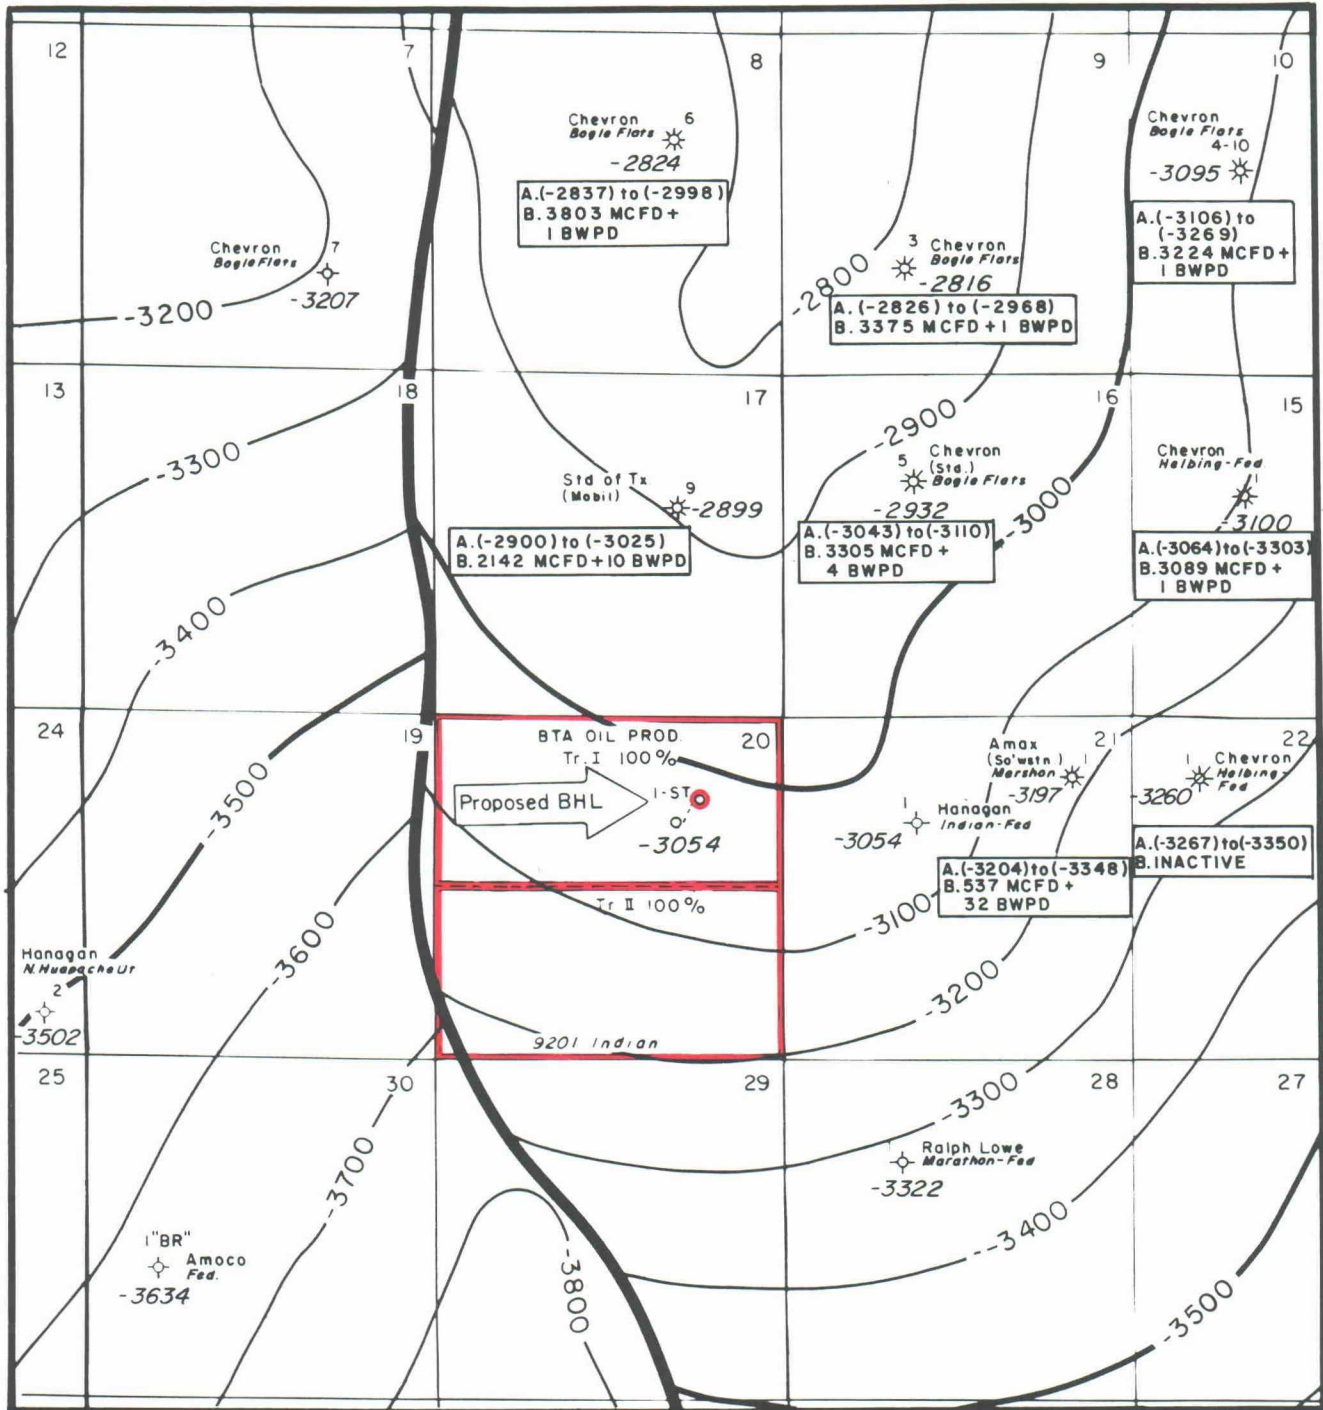 12
7
8
9
10
Chevron
Bogle Flats
6
-2824
A.(-2837) to (-2998)
B. 3803 MCFD +
1 BWPD
Chevron
Bogle Flats
4-10
-3095
A.(-3106) to
(-3269)
B. 3224 MCFD +
1 BWPD
Chevron
Bogle Flats
7
-3207
3
Chevron
Bogle Flats
-2816
A. (-2826) to (-2968)
B. 3375 MCFD + 1 BWPD
-2800
-3200
13
18
17
16
15
-3300
-2900
Std of Tx
(Mobil)
9
-2899
A.(-2900) to (-3025)
B. 2142 MCFD + 10 BWPD
5
Chevron
(Std.)
Bogle Flats
-2932
A.(-3043) to (-3110)
B. 3305 MCFD +
4 BWPD
-3000
Chevron
Helbing-Fed.
1
-3100
A.(-3064) to (-3303)
B. 3089 MCFD +
1 BWPD
-3400
24
19
20
21
22
BTA OIL PROD.
Tr. I 100%
Proposed BHL
1-ST
-3054
1
Hanagan
Indian-Fed
-3054
Amax
(So'wstn)
Marshon
1
-3197
A.(-3204) to (-3348)
B. 537 MCFD +
32 BWPD
1
Chevron
Helbing-
Fed
-3260
A.(-3267) to (-3350)
B. INACTIVE
-3500
Tr II 100%
-3100
-3600
-3200
Hanagan
N. Huapache Ut
2
-3502
9201 Indian
25
30
29
28
27
-3300
-3700
Ralph Lowe
Marathon-Fed
1
-3322
-3400
1"BR"
Amoco
Fed.
-3634
-3800
-3500